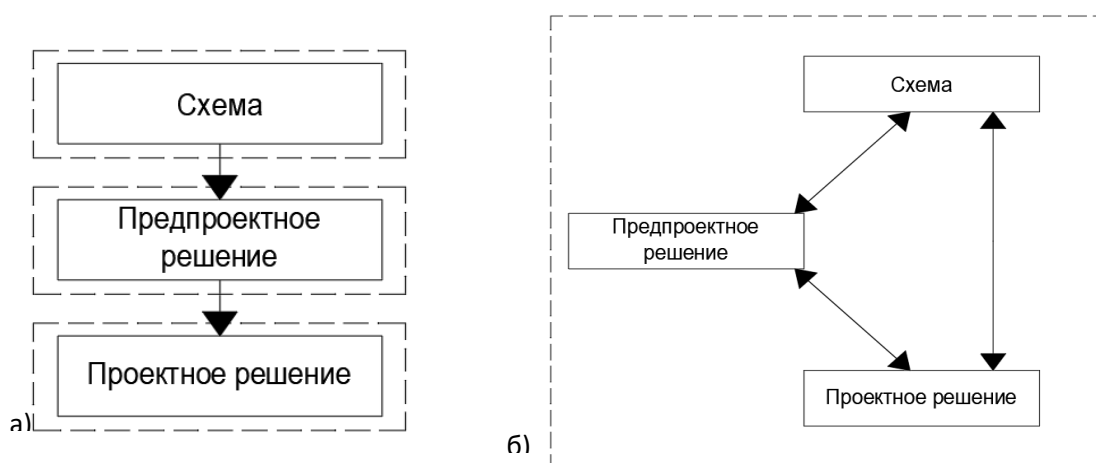 Схема
Предпроектное
решение
Проектное решение
а)
Схема
Предпроектное
решение
Проектное решение
б)